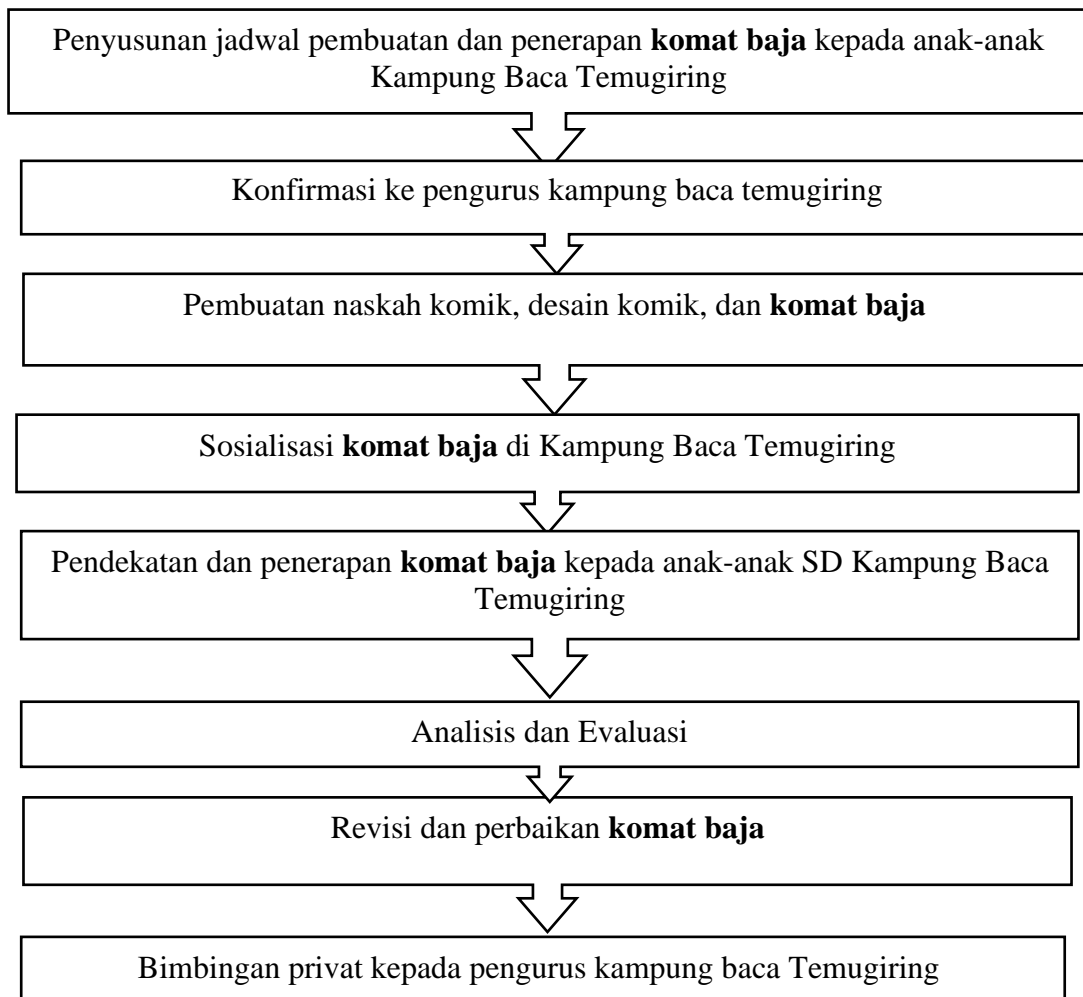 Penyusunan jadwal pembuatan dan penerapan komat baja kepada anak-anak
Kampung Baca Temugiring
Konfirmasi ke pengurus kampung baca temugiring
Pembuatan naskah komik, desain komik, dan komat baja
Sosialisasi komat baja di Kampung Baca Temugiring
Pendekatan dan penerapan komat baja kepada anak-anak SD Kampung Baca
Temugiring
Analisis dan Evaluasi
Revisi dan perbaikan komat baja
Bimbingan privat kepada pengurus kampung baca Temugiring